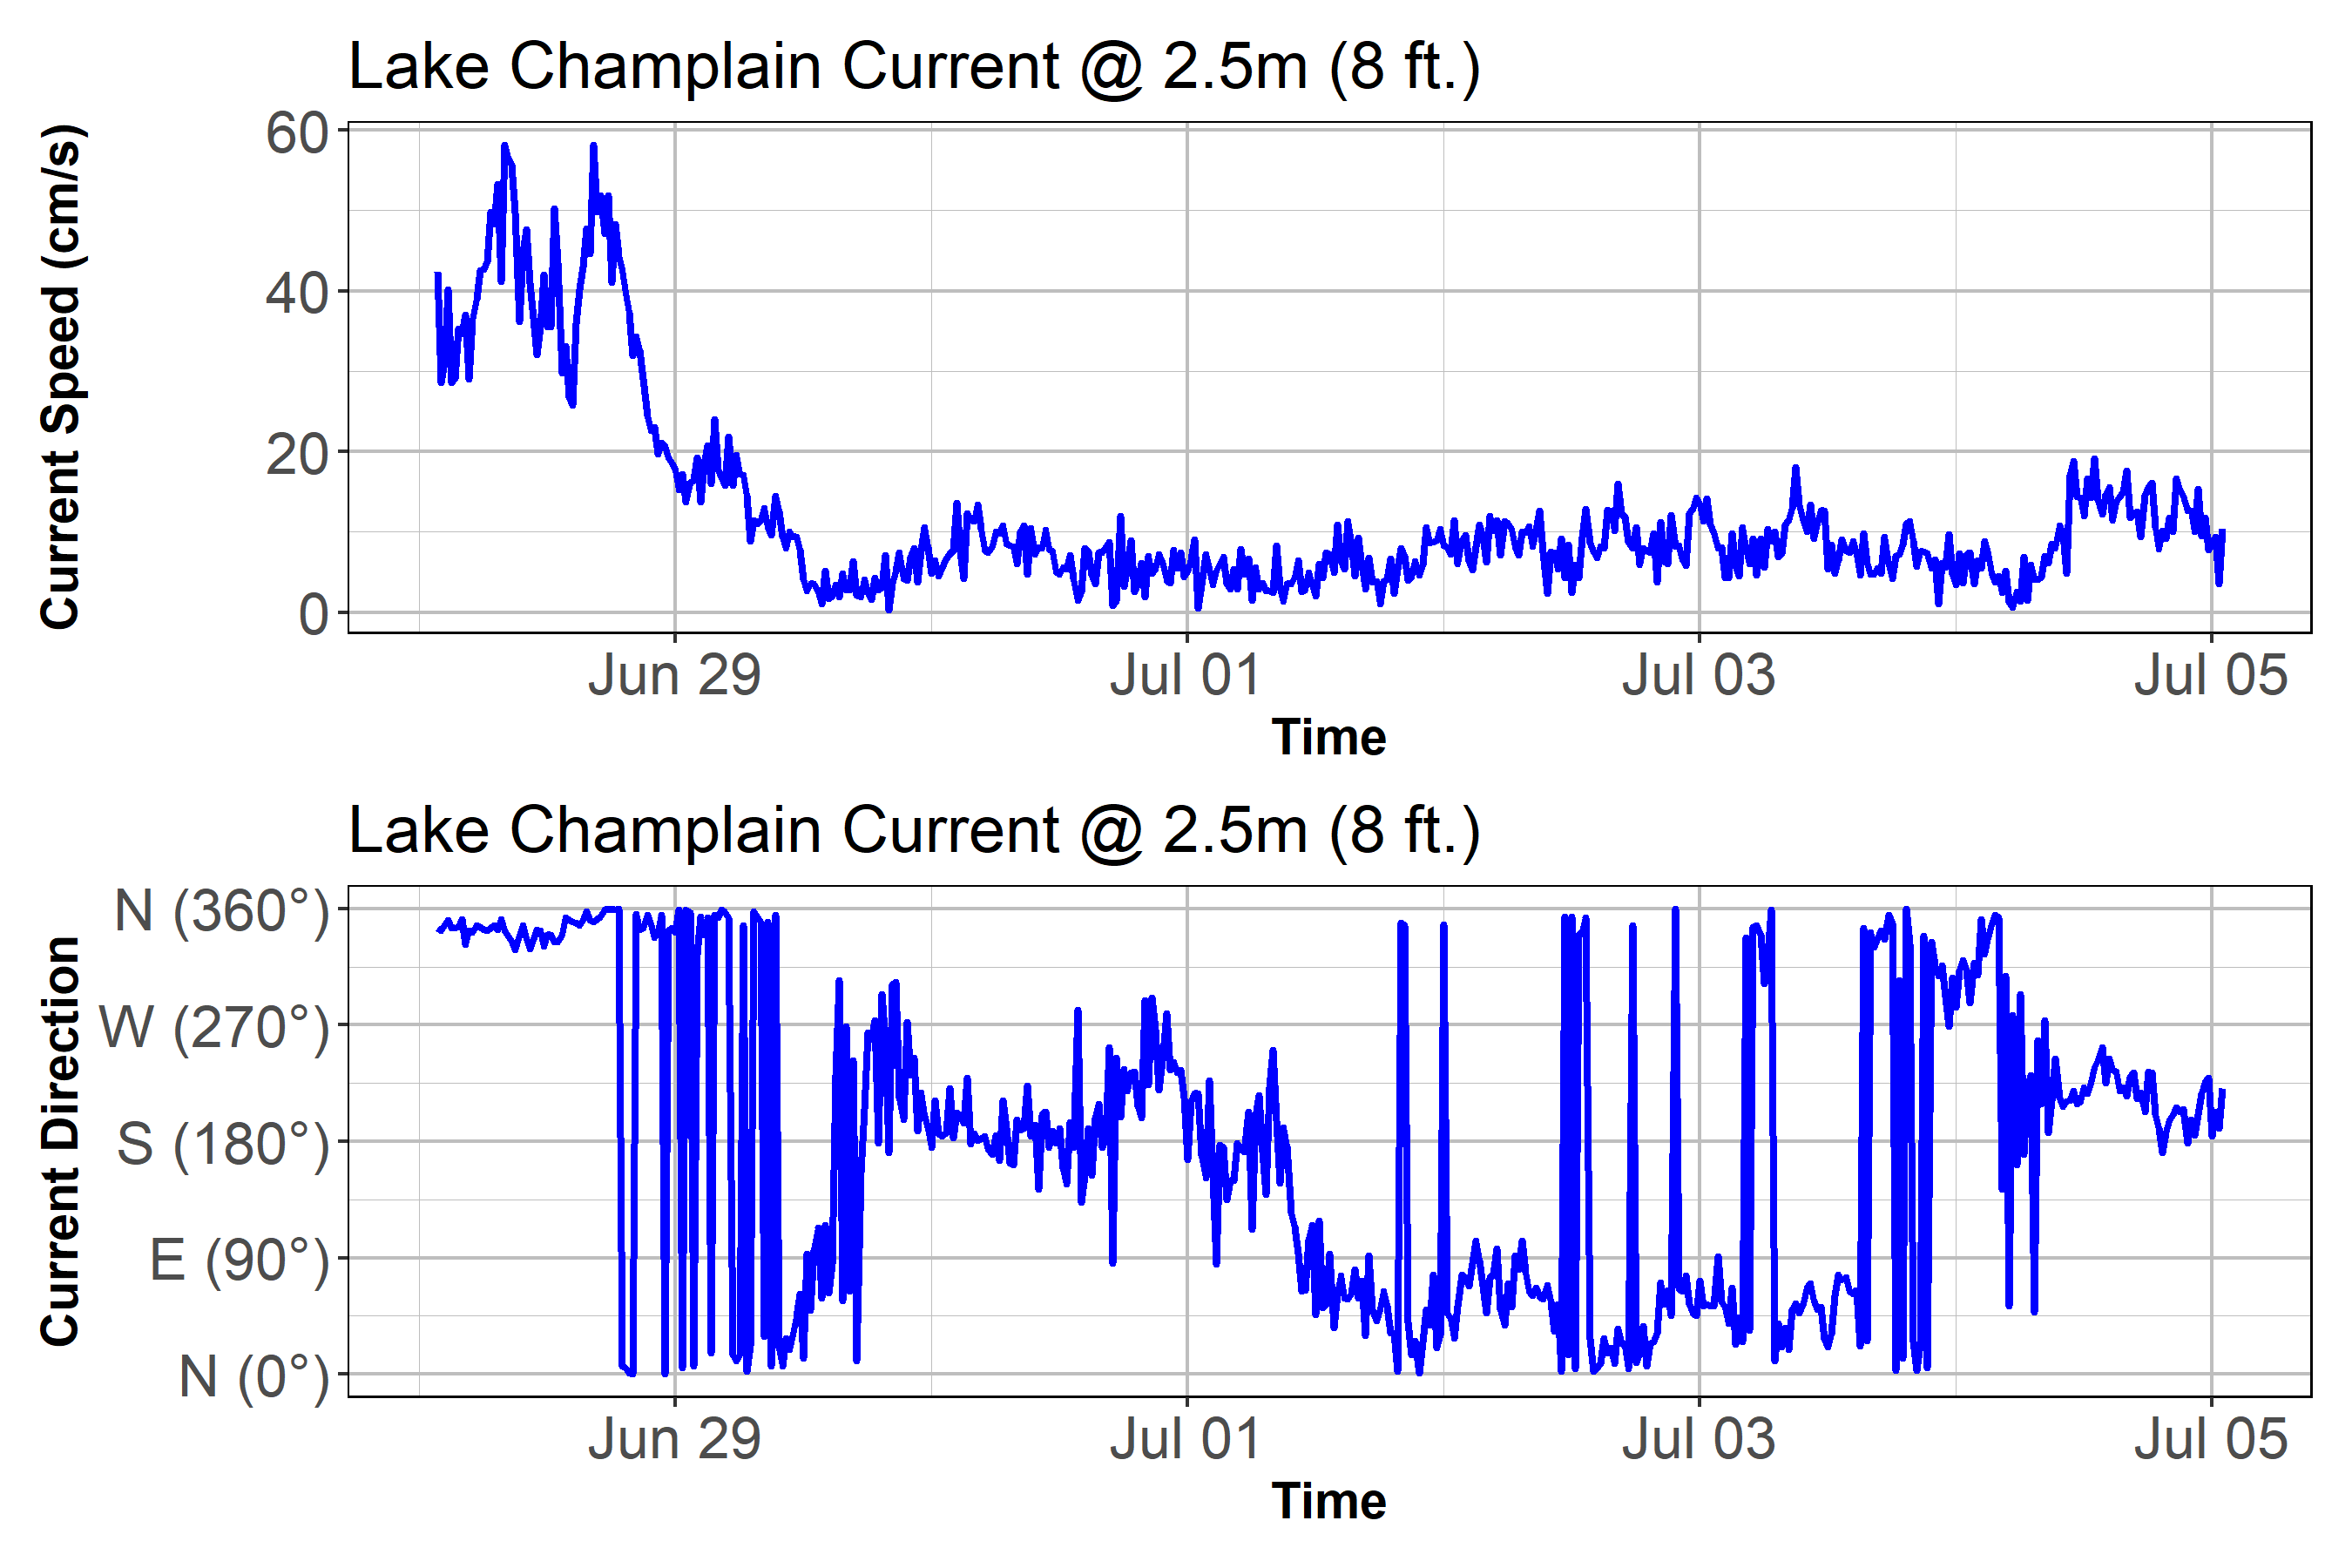 Lake Champlain Current @ 2.5m (8 ft.)
Current Speed (cm/s)
60
40
20
0
Jun 29
Jul 01
Jul 03
Jul 05
Time
Lake Champlain Current @ 2.5m (8 ft.)
Current Direction
N (360°)
W (270°)
S (180°)
E (90°)
N (0°)
Jun 29
Jul 01
Jul 03
Jul 05
Time